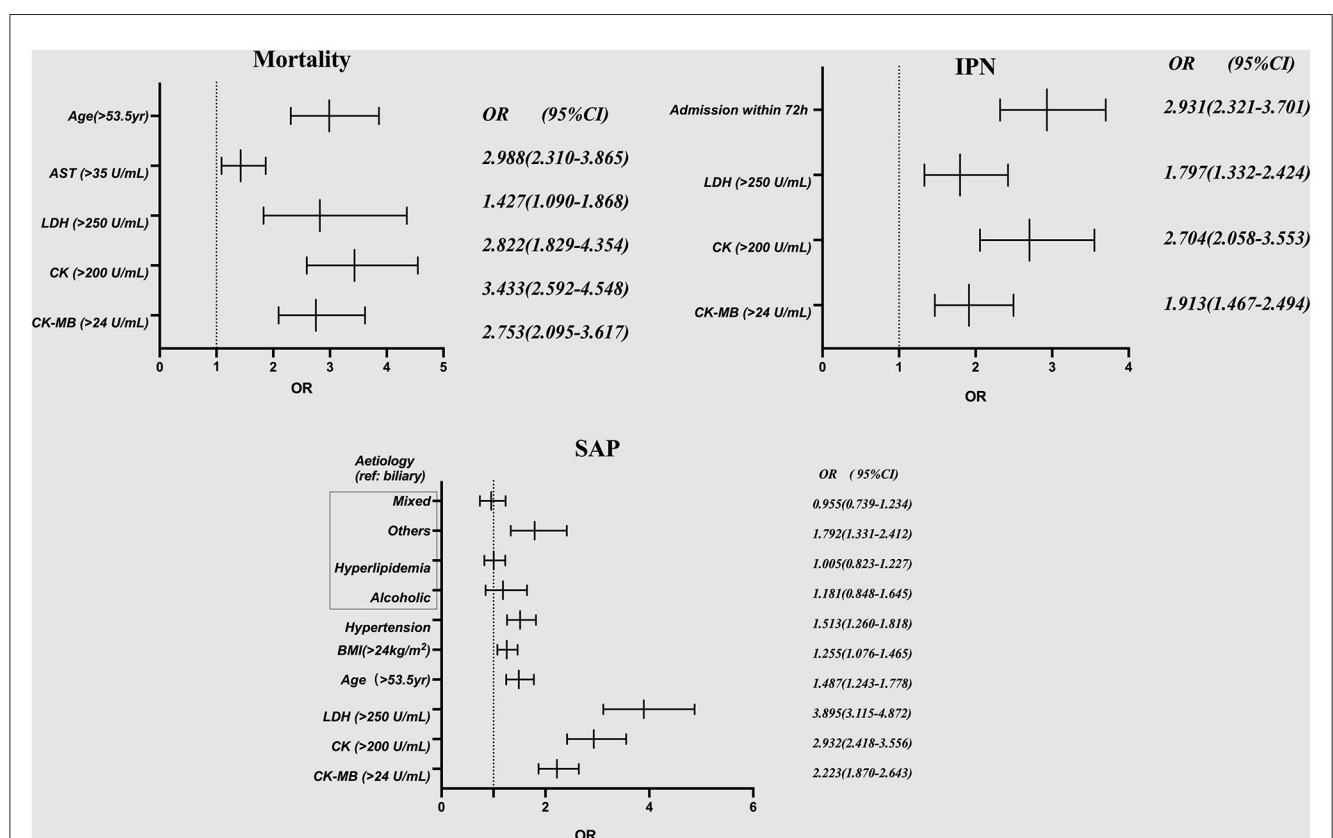 Mortality
OR (95%CI)
Age(>53.5yr)
2.988(2.310-3.865)
AST (>35 U/mL)
1.427(1.090-1.868)
LDH (>250 U/mL)
2.822(1.829-4.354)
CK (>200 U/mL)
3.433(2.592-4.548)
CK-MB (>24 U/mL)
2.753(2.095-3.617)
0 1 2 3 4 5
OR
IPN
OR (95%CI)
Admission within 72h
2.931(2.321-3.701)
LDH (>250 U/mL)
1.797(1.332-2.424)
CK (>200 U/mL)
2.704(2.058-3.553)
CK-MB (>24 U/mL)
1.913(1.467-2.494)
0 1 2 3 4
OR
SAP
Aetiology
(ref: biliary)
OR ( 95%CI)
Mixed
0.955(0.739-1.234)
Others
1.792(1.331-2.412)
Hyperlipidemia
1.005(0.823-1.227)
Alcoholic
1.181(0.848-1.645)
Hypertension
1.513(1.260-1.818)
BMI(>24kg/m²)
1.255(1.076-1.465)
Age（>53.5yr)
1.487(1.243-1.778)
LDH (>250 U/mL)
3.895(3.115-4.872)
CK (>200 U/mL)
2.932(2.418-3.556)
CK-MB (>24 U/mL)
2.223(1.870-2.643)
0 2 4 6
OR